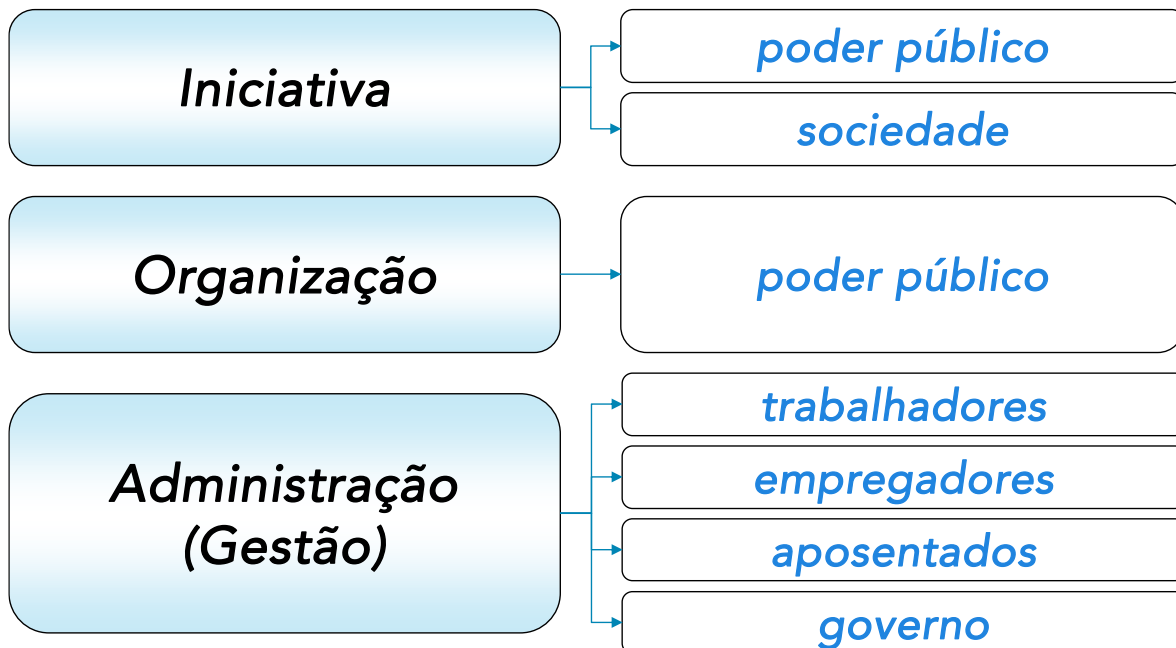 Iniciativa
poder público
sociedade
Organização
poder público
Administração
(Gestão)
trabalhadores
empregadores
aposentados
governo